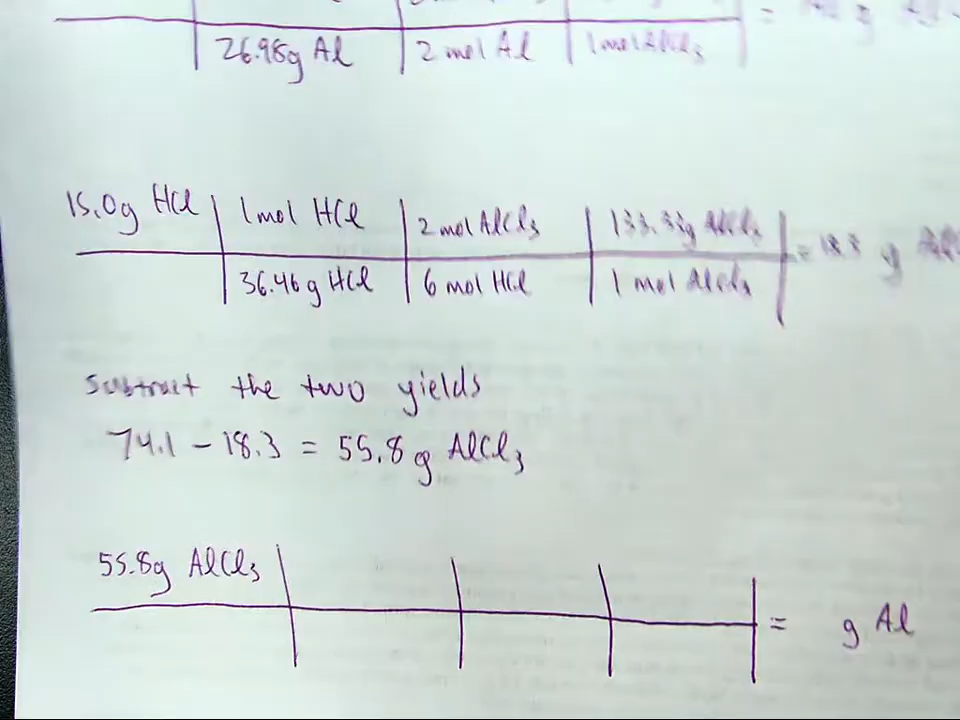 26.98g Al | 2 mol Al | 1 mol AlCl₃ =
15.0g HCl | 1 mol HCl | 2 mol AlCl₃ | 133.33g AlCl₃ = 18.3 g
36.46 g HCl | 6 mol HCl | 1 mol AlCl₃
subtract the two yields
74.1 - 18.3 = 55.8 g AlCl₃
55.8g AlCl₃ = g Al